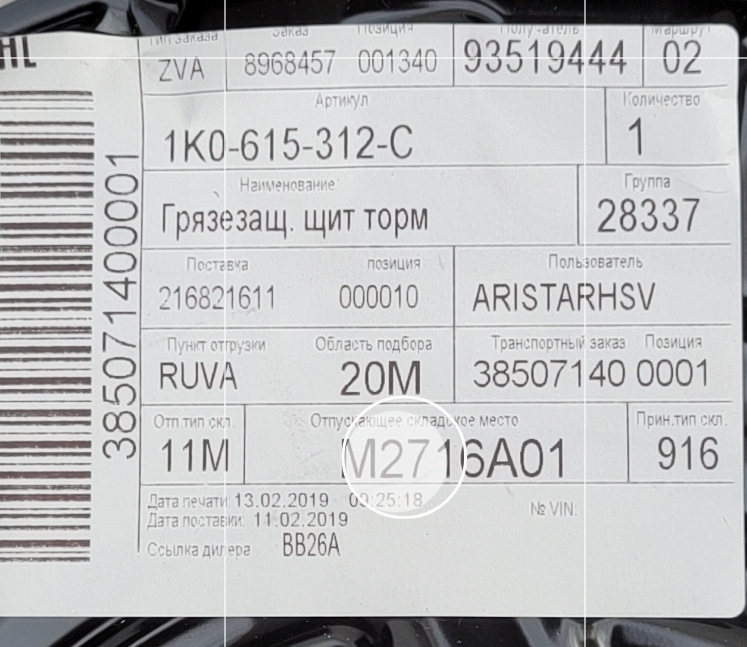 HL
Тип заказа Заказ Позиция Получатель Маршрут
ZVA 8968457 001340 93519444 02
Артикул Количество
1K0-615-312-C 1
Наименование Группа
Грязезащ. щит торм 28337
Поставка позиция Пользователь
216821611 000010 ARISTARHSV
Пункт отгрузки Область подбора Транспортный заказ Позиция
RUVA 20M 38507140 0001
Отп.тип скл. Отпускающее складское место Прин.тип скл.
11M M2716A01 916
Дата печати 13.02.2019 09:25:18
Дата поставки: 11.02.2019 № VIN:
Ссылка дилера BB26A
385071400001